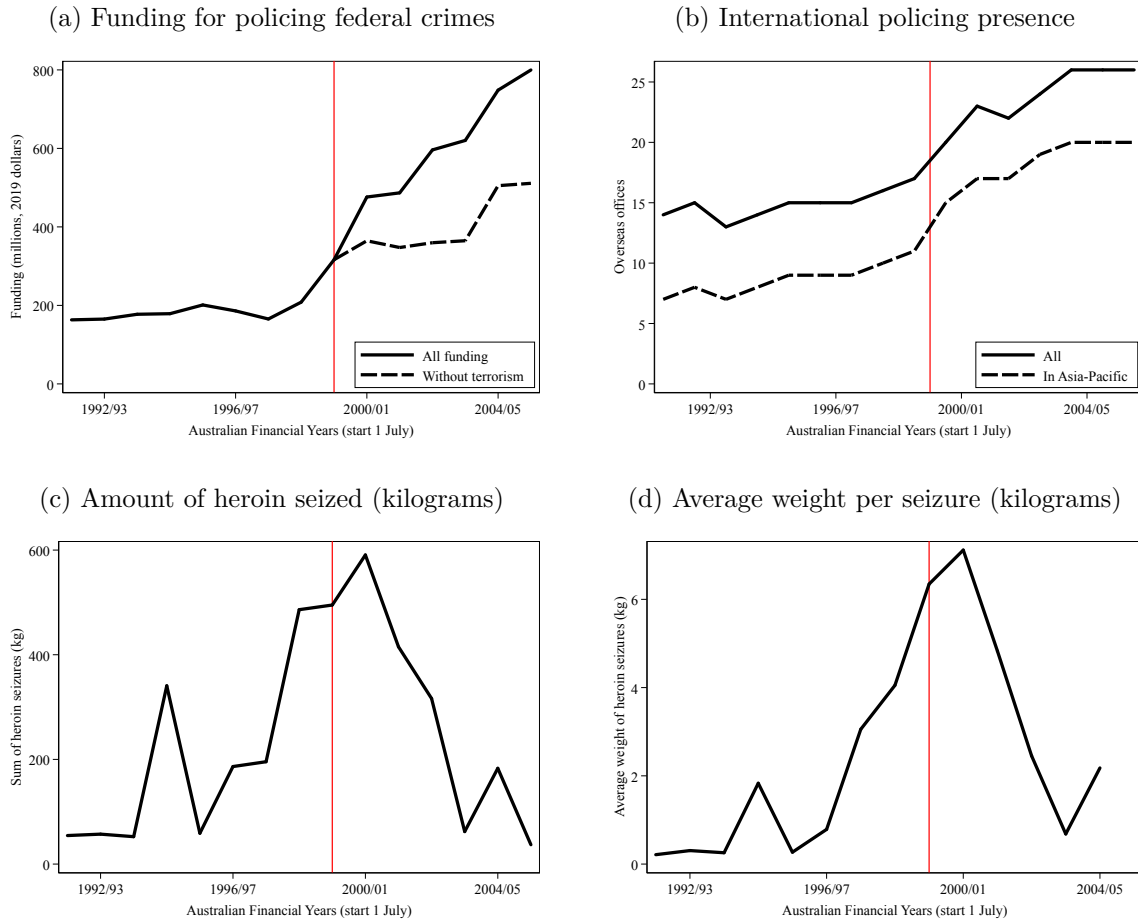 (a) Funding for policing federal crimes
800
600
400
200
0
Funding (millions, 2019 dollars)
All funding
Without terrorism
1992/93 1996/97 2000/01 2004/05
Australian Financial Years (start 1 July)
(b) International policing presence
25
20
15
10
5
0
Overseas offices
All
In Asia-Pacific
1992/93 1996/97 2000/01 2004/05
Australian Financial Years (start 1 July)
(c) Amount of heroin seized (kilograms)
600
400
200
0
Sum of heroin seizures (kg)
1992/93 1996/97 2000/01 2004/05
Australian Financial Years (start 1 July)
(d) Average weight per seizure (kilograms)
6
4
2
0
Average weight of heroin seizures (kg)
1992/93 1996/97 2000/01 2004/05
Australian Financial Years (start 1 July)